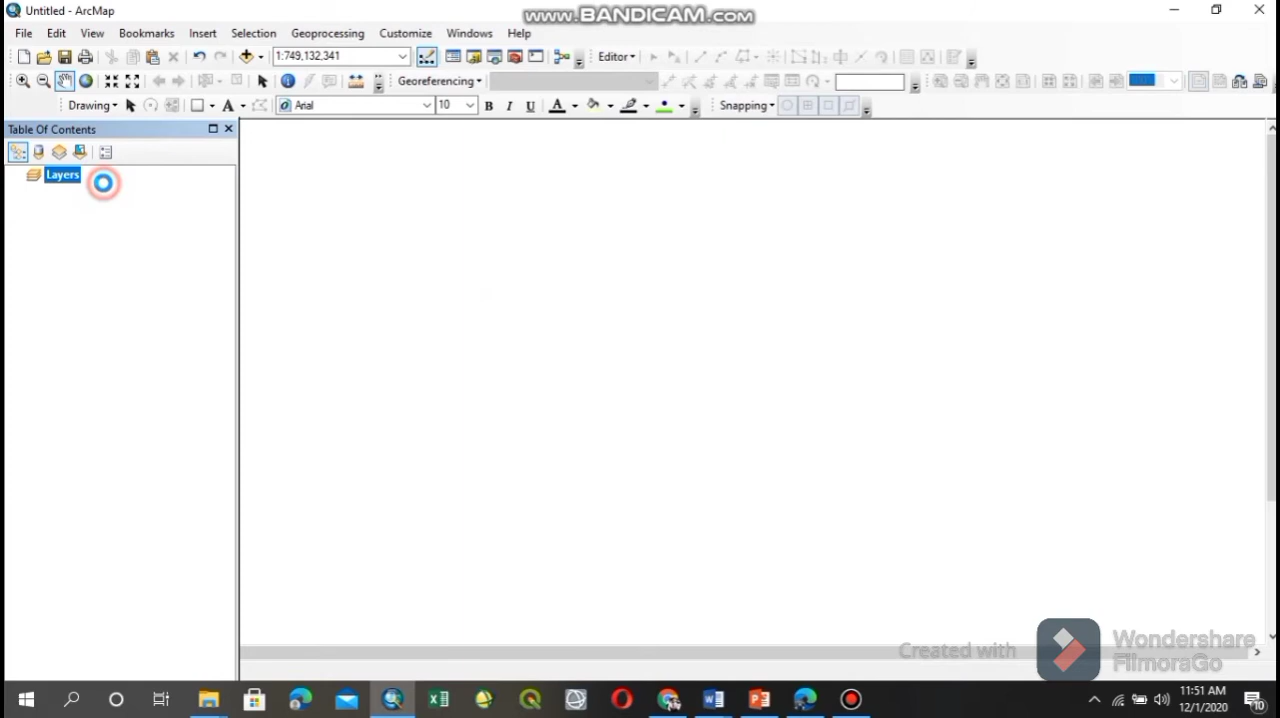 Untitled - ArcMap
www.BANDICAM.com
File Edit View Bookmarks Insert Selection Geoprocessing Customize Windows Help
1:749,132,341
Editor
Georeferencing
Drawing
A
Arial
10
B I U A
Snapping
Table Of Contents
Layers
Created with
Wondershare
FilmoraGo
11:51 AM
12/1/2020
10